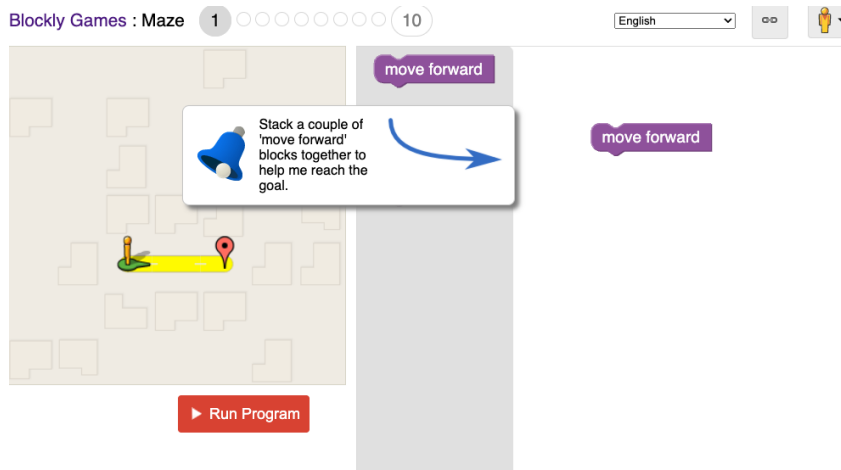 Blockly Games : Maze 1 10 English
move forward
Stack a couple of
'move forward'
blocks together to
help me reach the
goal.
move forward
Run Program